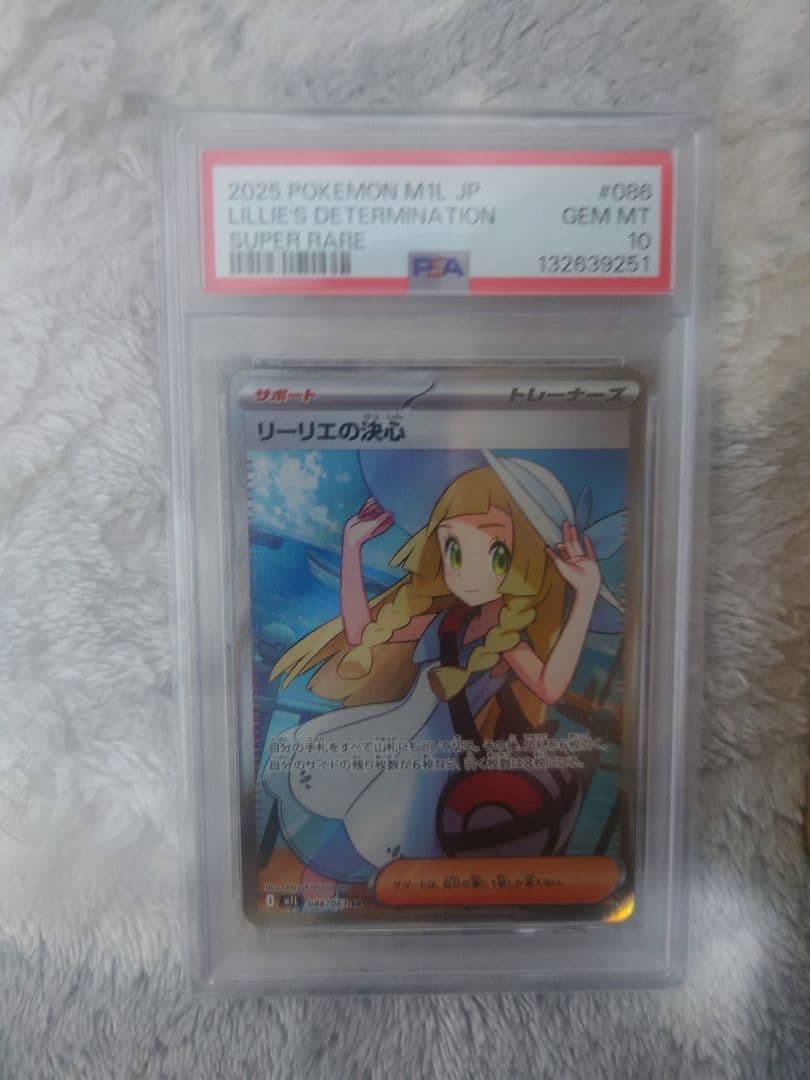 2025 POKEMON M1L JP #086
LILLIE'S DETERMINATION GEM MT
SUPER RARE 10
PSA 132639251
サポート トレーナーズ
リーリエの決心
自分の手札をすべて山札にもどして切る。その後、山札を6枚引く。
自分のサイドの残り枚数が6枚なら、引く枚数は8枚になる。
サポートは、自分の番に1枚しか使えない。
M1L 086/063 SR